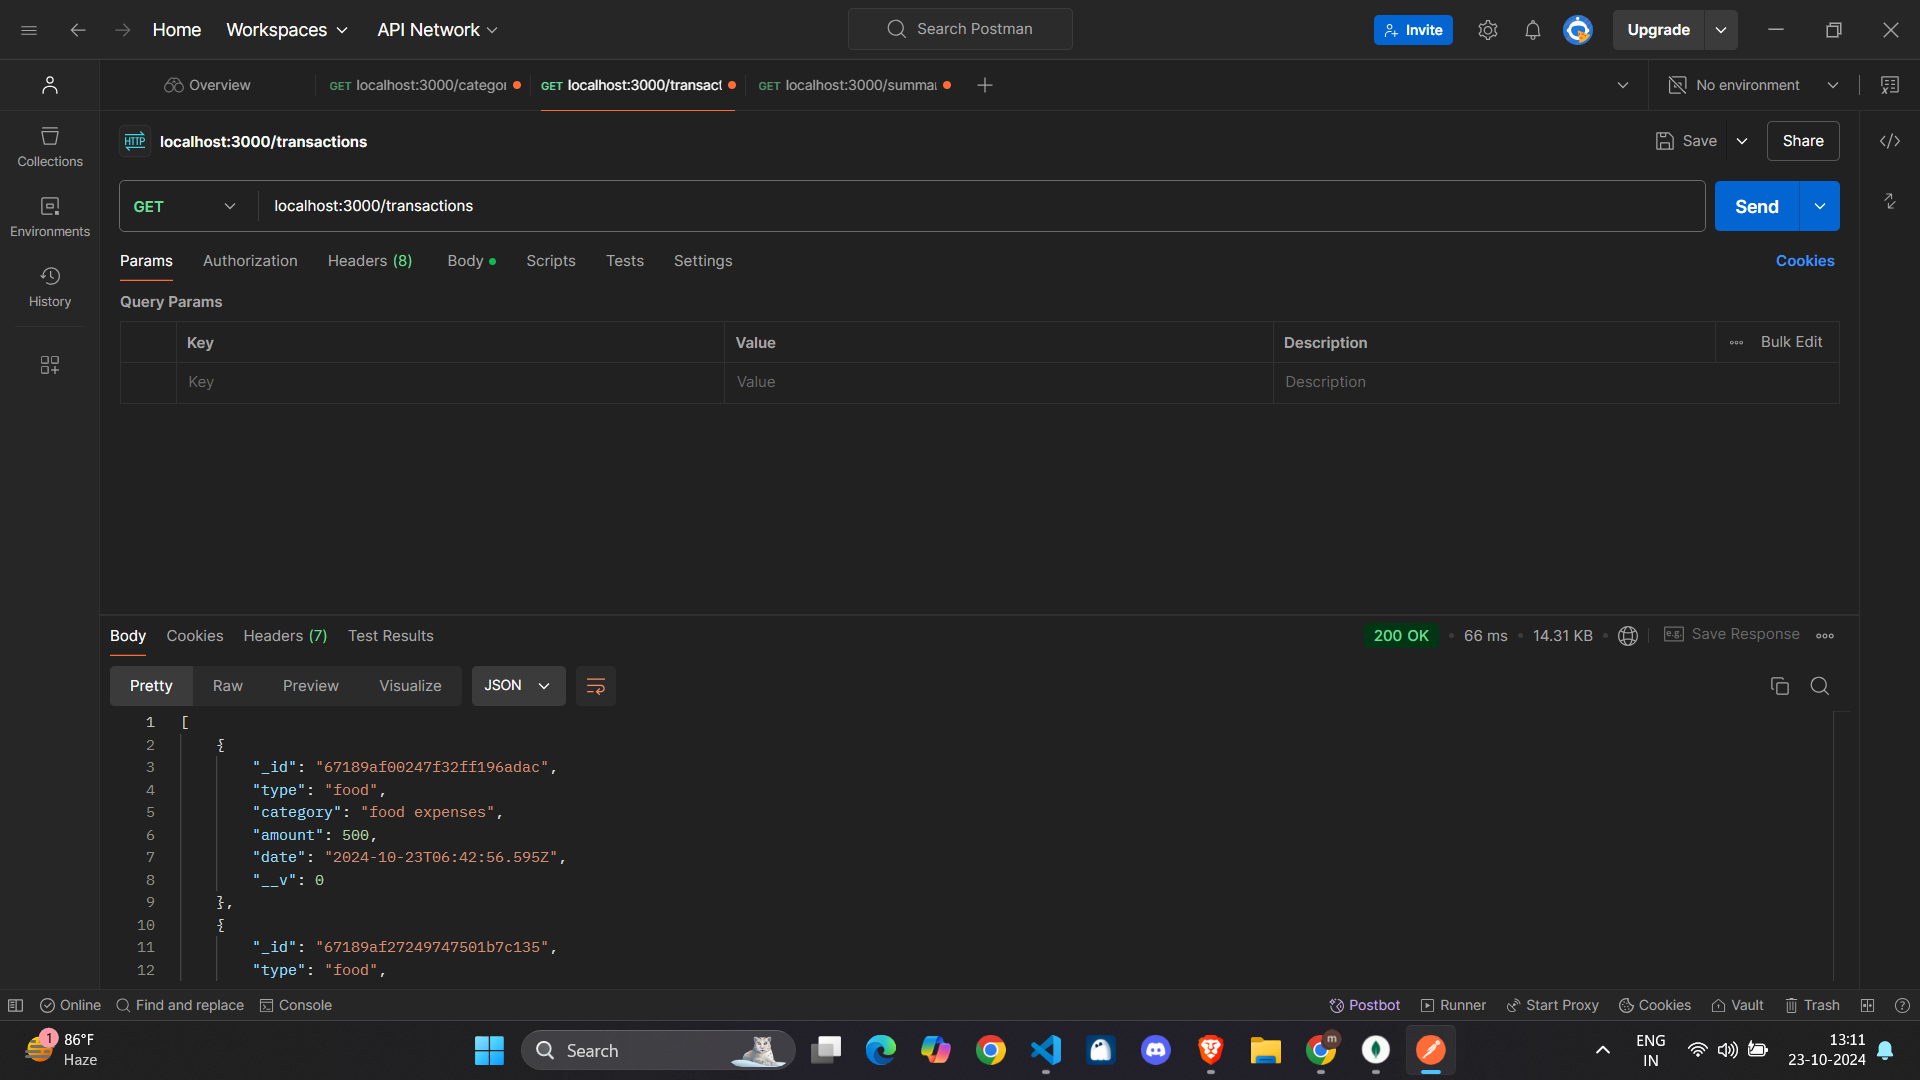 Home Workspaces API Network Search Postman Invite Upgrade
Overview GET localhost:3000/catego GET localhost:3000/transact GET localhost:3000/summa No environment
HTTP localhost:3000/transactions Save Share
Collections
GET localhost:3000/transactions Send
Environments
Params Authorization Headers (8) Body Scripts Tests Settings Cookies
History
Query Params
Key Value Description Bulk Edit
Key Value Description
Body Cookies Headers (7) Test Results 200 OK 66 ms 14.31 KB e.g. Save Response
Pretty Raw Preview Visualize JSON
1 [
2 {
3 "_id": "67189af00247f32ff196adac",
4 "type": "food",
5 "category": "food expenses",
6 "amount": 500,
7 "date": "2024-10-23T06:42:56.595Z",
8 "__v": 0
9 },
10 {
11 "_id": "67189af27249747501b7c135",
12 "type": "food",
Online Find and replace Console Postbot Runner Start Proxy Cookies Vault Trash
1 86°F
Haze
Search
m
ENG
IN
13:11
23-10-2024